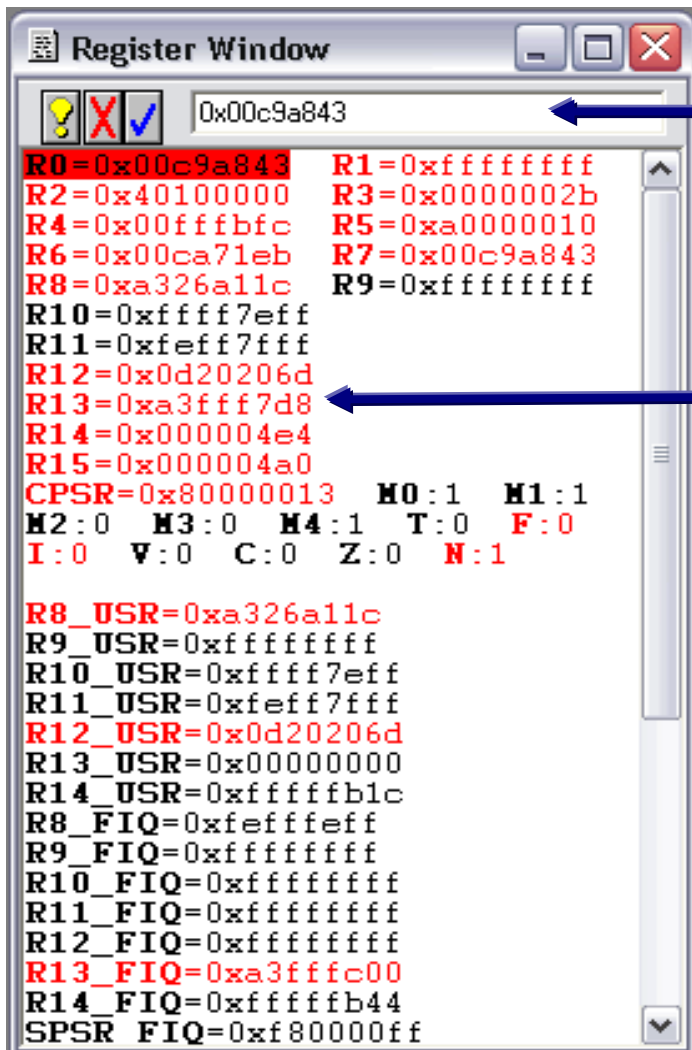 Register Window
0x00c9a843
R0=0x00c9a843 R1=0xffffffff
R2=0x40100000 R3=0x0000002b
R4=0x00fffbfc R5=0xa0000010
R6=0x00ca71eb R7=0x00c9a843
R8=0xa326a11c R9=0xffffffff
R10=0xffff7eff
R11=0xfeff7fff
R12=0x0d20206d
R13=0xa3fff7d8
R14=0x000004e4
R15=0x000004a0
CPSR=0x80000013 M0:1 M1:1
M2:0 M3:0 M4:1 T:0 F:0
I:0 V:0 C:0 Z:0 N:1
R8_USR=0xa326a11c
R9_USR=0xffffffff
R10_USR=0xffff7eff
R11_USR=0xfeff7fff
R12_USR=0x0d20206d
R13_USR=0x00000000
R14_USR=0xfffffb1c
R8_FIQ=0xfefffeff
R9_FIQ=0xffffffff
R10_FIQ=0xffffffff
R11_FIQ=0xffffffff
R12_FIQ=0xffffffff
R13_FIQ=0xa3fffc00
R14_FIQ=0xfffffb44
SPSR_FIQ=0xf80000ff